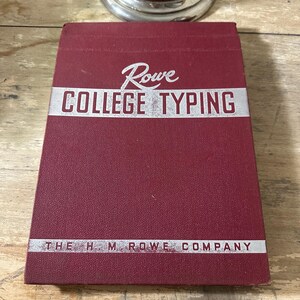 Rowe
COLLEGE TYPING
THE H. M. ROWE COMPANY